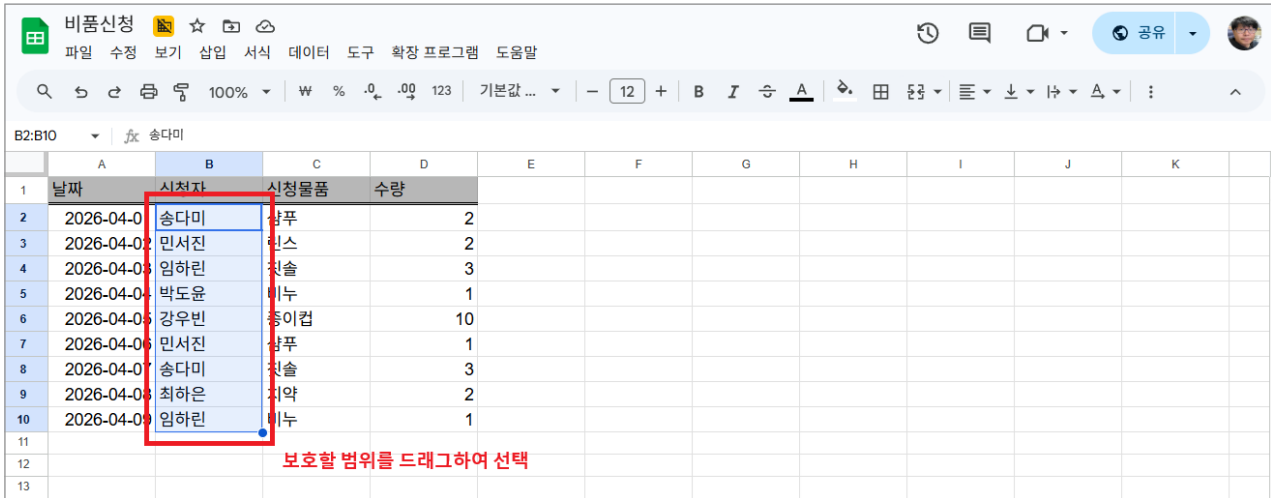 비품신청
파일 수정 보기 삽입 서식 데이터 도구 확장 프로그램 도움말
공유
100% ₩ % .0 .00 123 기본값 ... 12 B I A
B2:B10 fx 송다미
A B C D E F G H I J K
1 날짜 신청자 신청물품 수량
2 2026-04-0 송다미 샴푸 2
3 2026-04-02 민서진 린스 2
4 2026-04-03 임하린 칫솔 3
5 2026-04-04 박도윤 비누 1
6 2026-04-05 강우빈 종이컵 10
7 2026-04-06 민서진 샴푸 1
8 2026-04-07 송다미 칫솔 3
9 2026-04-08 최하은 치약 2
10 2026-04-09 임하린 비누 1
11
보호할 범위를 드래그하여 선택
12
13